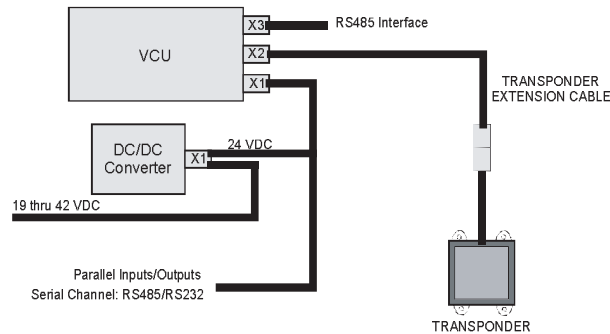 X3
RS485 Interface
VCU
X2
X1
TRANSPONDER
EXTENSION CABLE
DC/DC
Converter
X1
24 VDC
19 thru 42 VDC
Parallel Inputs/Outputs
Serial Channel: RS485/RS232
TRANSPONDER